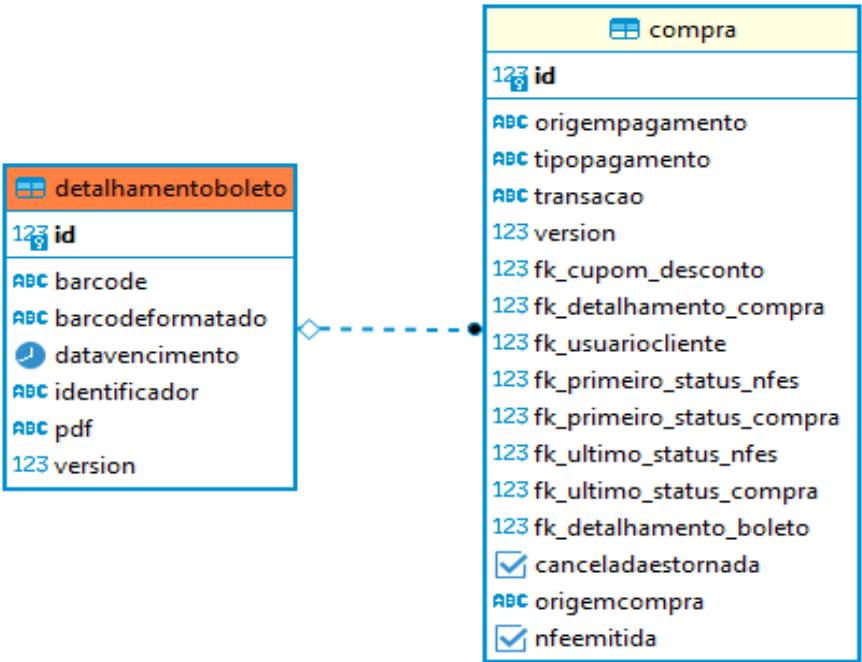 detalhamentoboleto
123 id
ABC barcode
ABC barcodeformatado
datavencimento
ABC identificador
ABC pdf
123 version
compra
123 id
ABC origempagamento
ABC tipopagamento
ABC transacao
123 version
123 fk_cupom_desconto
123 fk_detalhamento_compra
123 fk_usuariocliente
123 fk_primeiro_status_nfes
123 fk_primeiro_status_compra
123 fk_ultimo_status_nfes
123 fk_ultimo_status_compra
123 fk_detalhamento_boleto
canceladaestornada
ABC origemcompra
nfeemitida